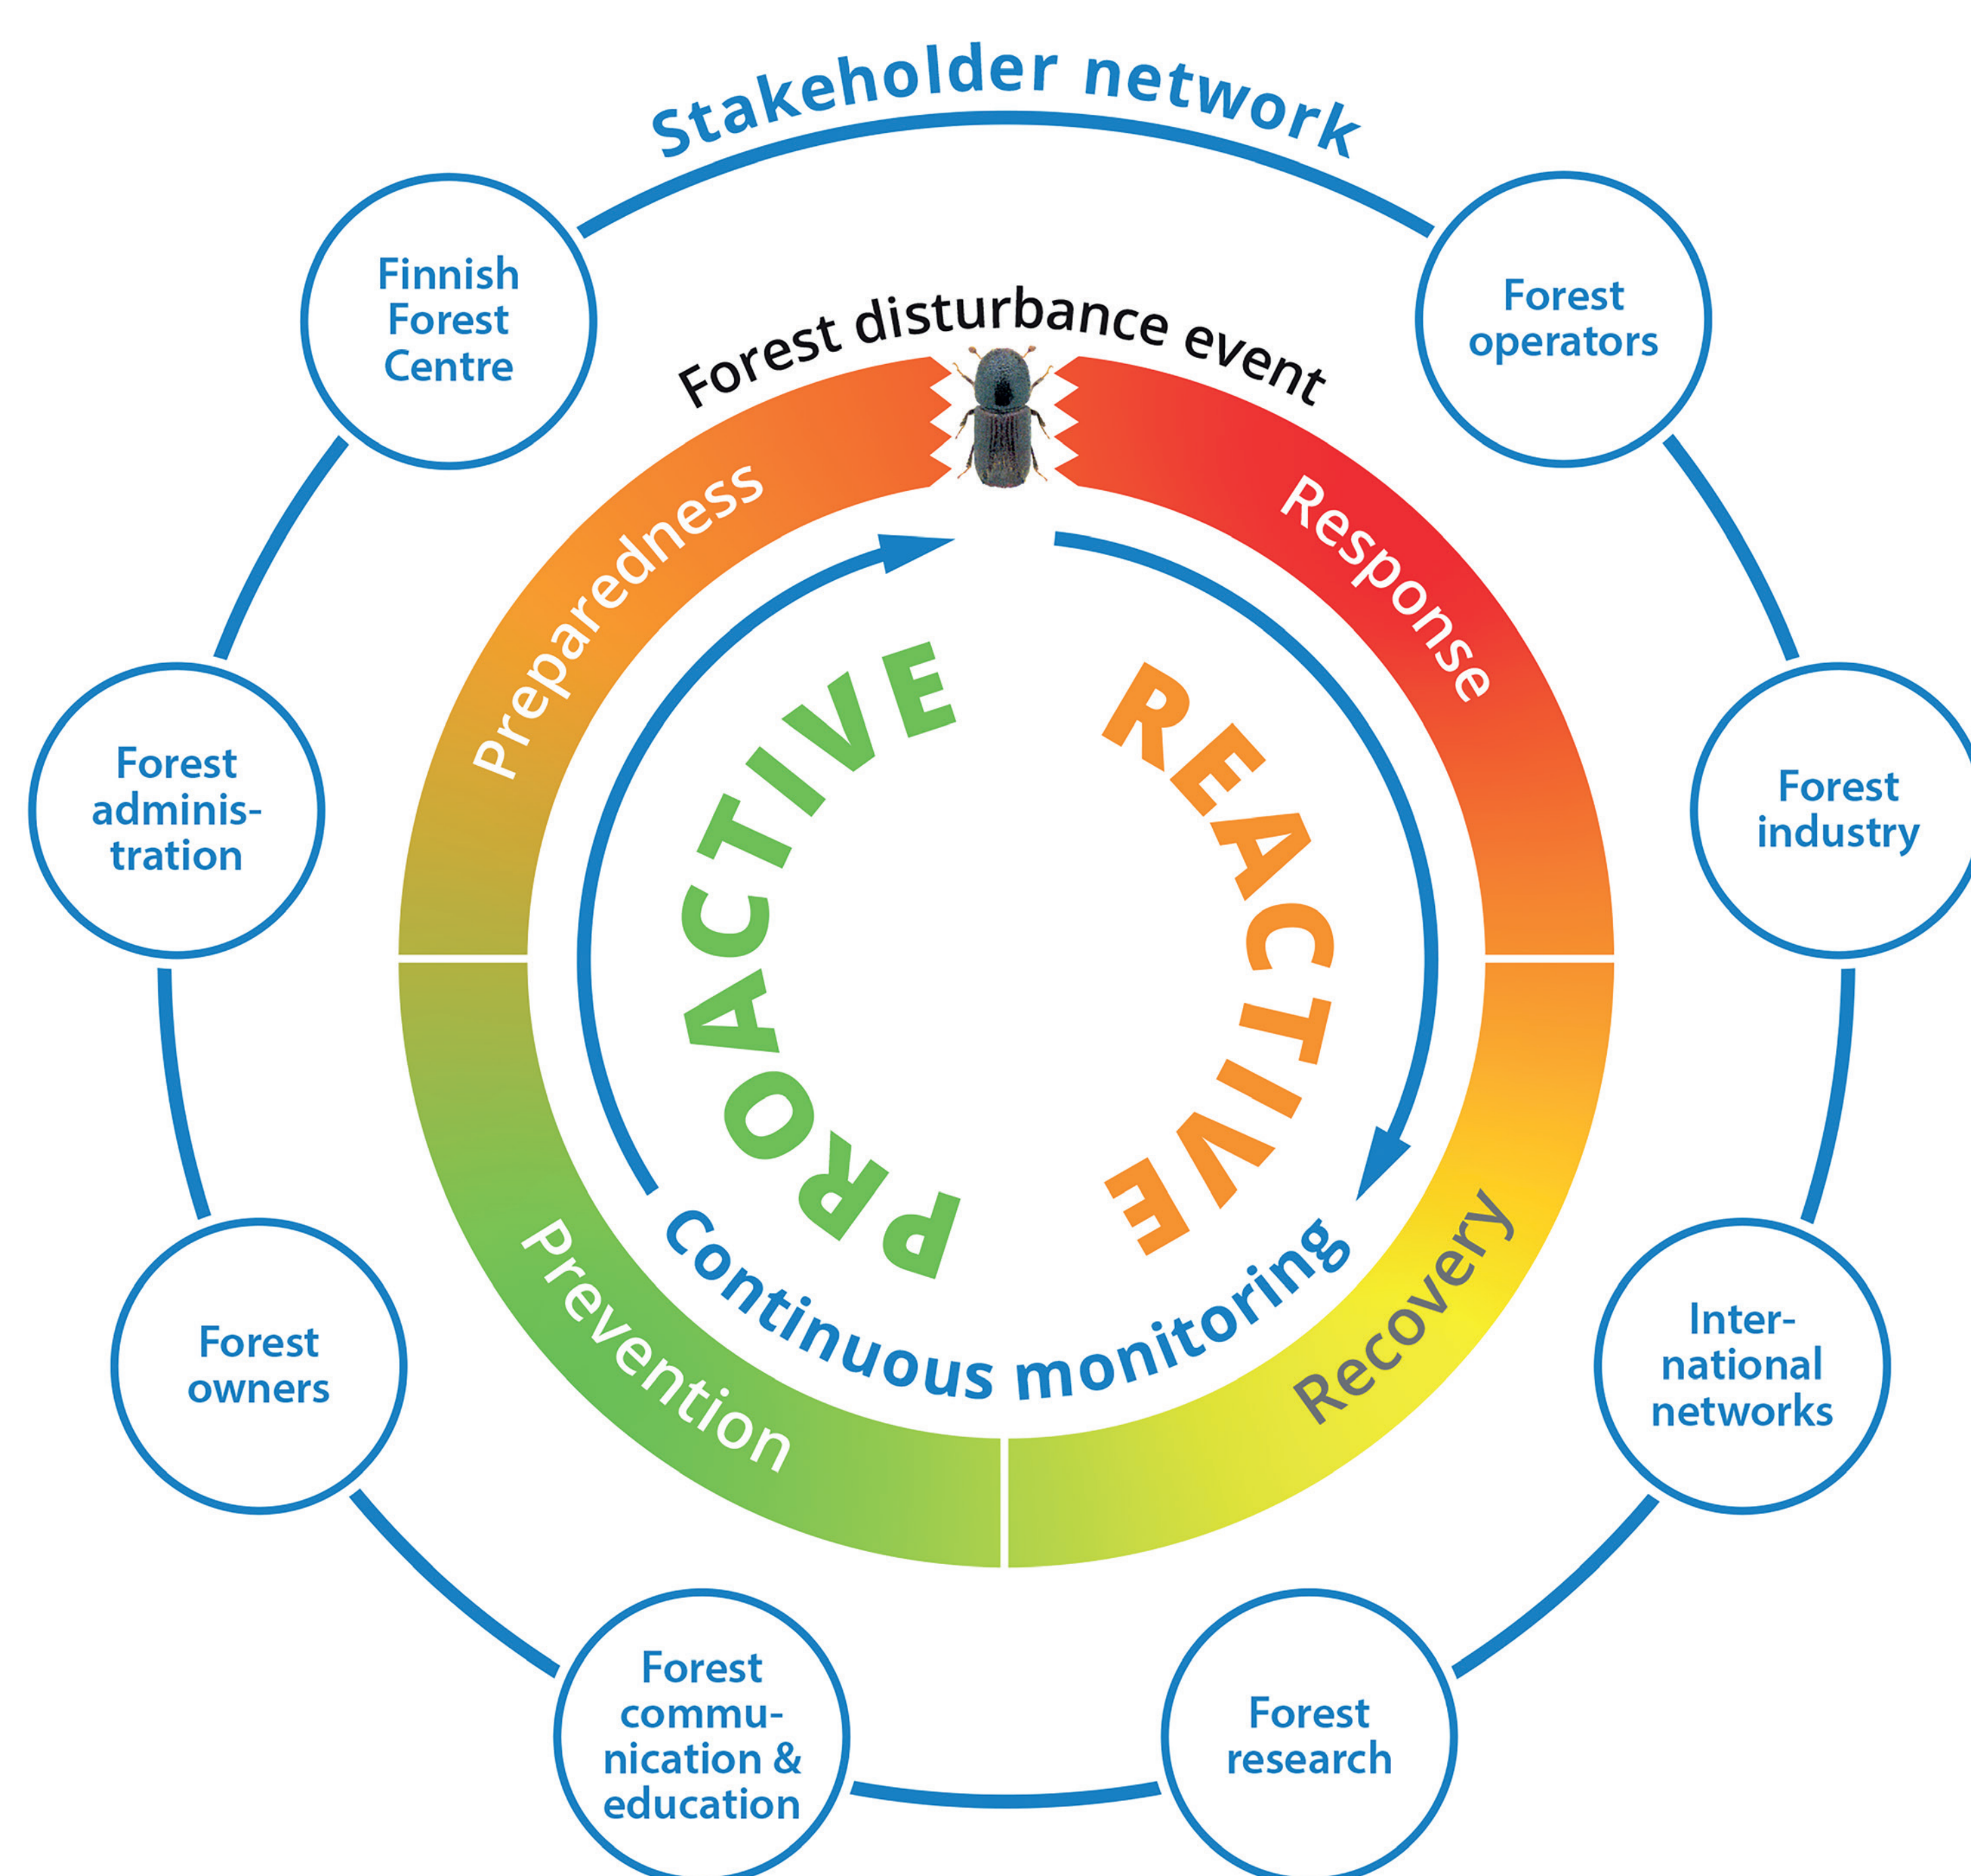 Stakeholder network
Finnish
Forest
Centre
Forest
operators
Forest disturbance event
Preparedness
Response
Forest
adminis-
tration
Forest
industry
PROACTIVE
REACTIVE
Prevention
Continuous monitoring
Recovery
Forest
owners
Inter-
national
networks
Forest
commu-
nication &
education
Forest
research